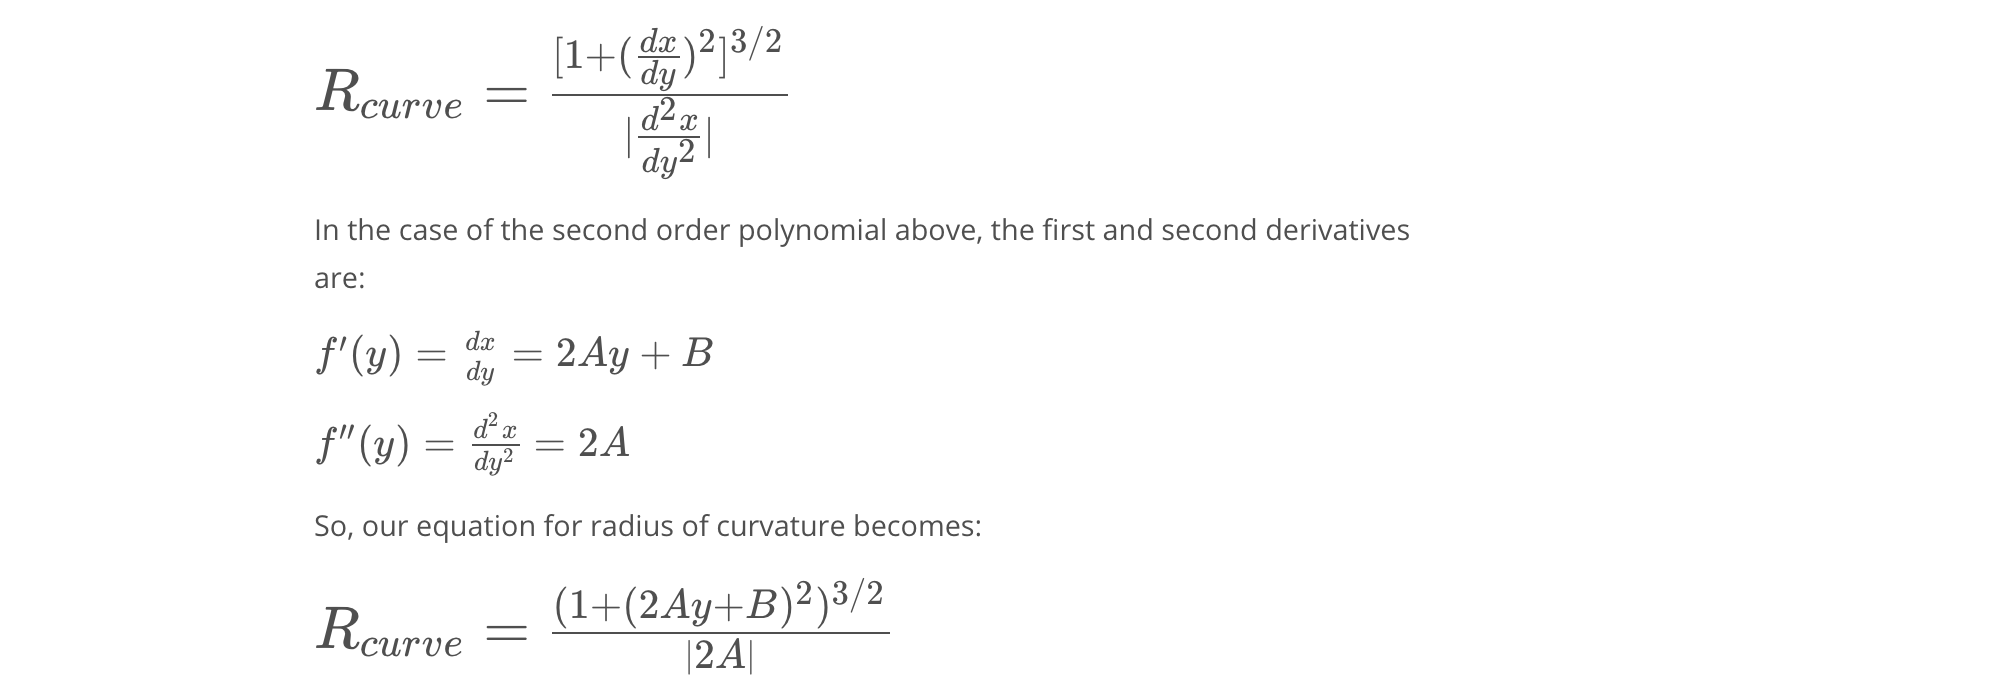 R_{curve} = \frac{[1+(\frac{dx}{dy})^2]^{3/2}}{|\frac{d^2x}{dy^2}|}
In the case of the second order polynomial above, the first and second derivatives
are:
f'(y) = \frac{dx}{dy} = 2Ay + B
f''(y) = \frac{d^2x}{dy^2} = 2A
So, our equation for radius of curvature becomes:
R_{curve} = \frac{(1+(2Ay+B)^2)^{3/2}}{|2A|}